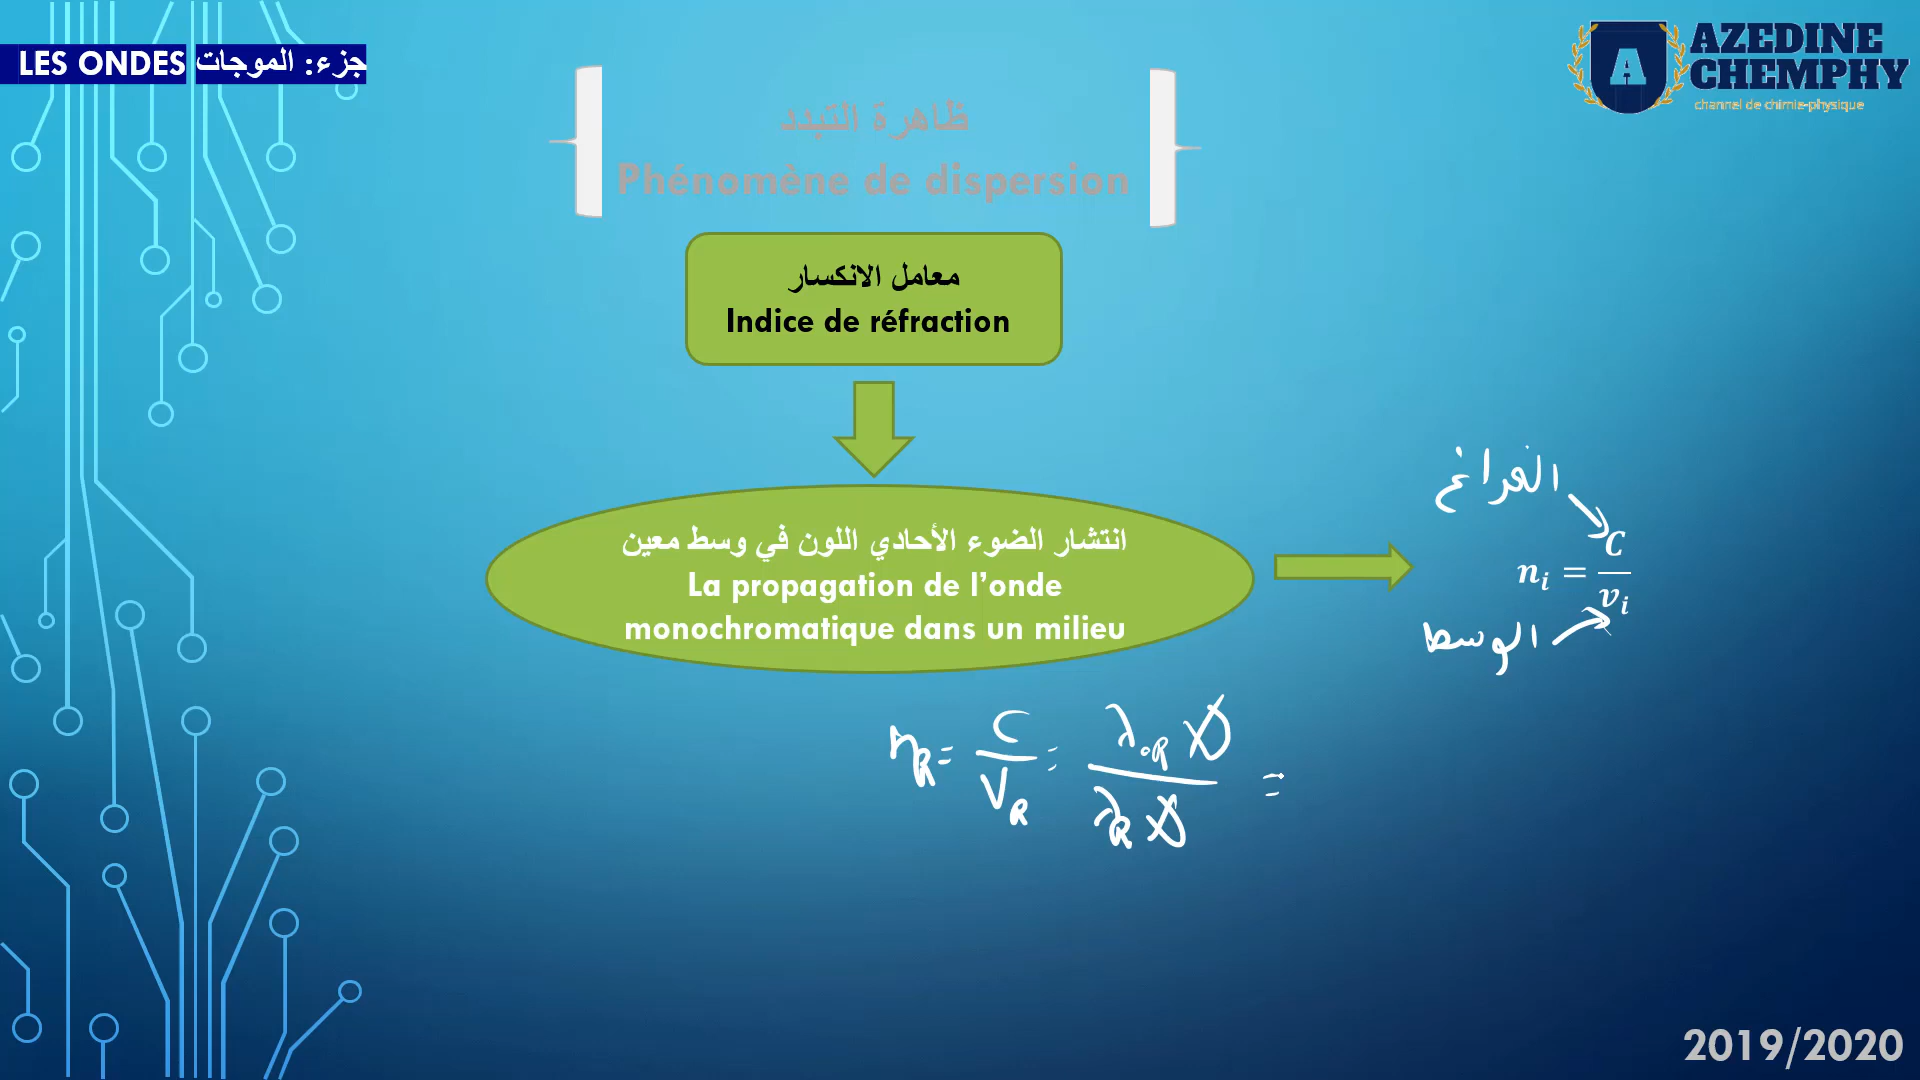 LES ONDES جزء: الموجات
AZEDINE
CHEMPHY
channel de chimie-physique
ظاهرة التبدد
Phénomène de dispersion
معامل الانكسار
Indice de réfraction
انتشار الضوء الأحادي اللون في وسط معين
La propagation de l’onde
monochromatique dans un milieu
الفراغ
nᵢ = C / vᵢ
الوسط
n_R = C / V_R = λ₀R ν / λR ν =
2019/2020